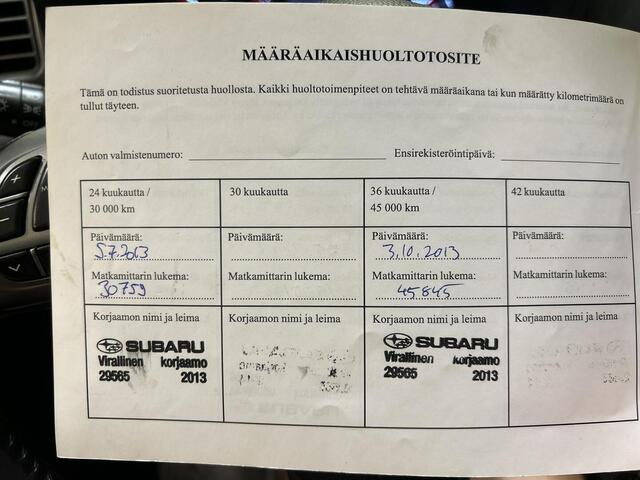 MÄÄRÄAIKAISHUOLTOTOSITE
Tämä on todistus suoritetusta huollosta. Kaikki huoltotoimenpiteet on tehtävä määräaikana tai kun määrätty kilometrimäärä on
tullut täyteen.
Auton valmistenumero: Ensirekisteröintipäivä:
24 kuukautta /
30 000 km
30 kuukautta
36 kuukautta /
45 000 km
42 kuukautta
Päivämäärä:
5.7.2013
Matkamittarin lukema:
30759
Päivämäärä:
Matkamittarin lukema:
Päivämäärä:
3.10.2013
Matkamittarin lukema:
45845
Päivämäärä:
Matkamittarin lukema:
Korjaamon nimi ja leima
SUBARU
Virallinen korjaamo
29565 2013
Korjaamon nimi ja leima
Korjaamon nimi ja leima
SUBARU
Virallinen korjaamo
29565 2013
Korjaamon nimi ja leima